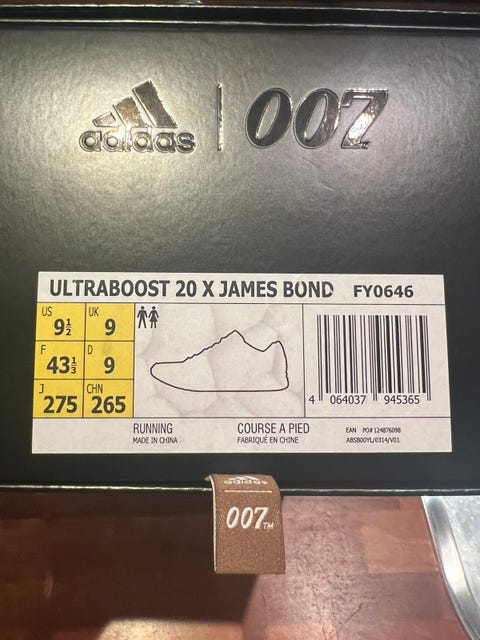 adidas | 007
ULTRABOOST 20 X JAMES BOND FY0646
US 9½ UK 9
F 43⅓ D 9
J 275 CHN 265
4 064037 945365
RUNNING COURSE A PIED
MADE IN CHINA FABRIQUÉ EN CHINE
EAN PO# 124876098
ABSB00YL/0314/V01
adidas
007™